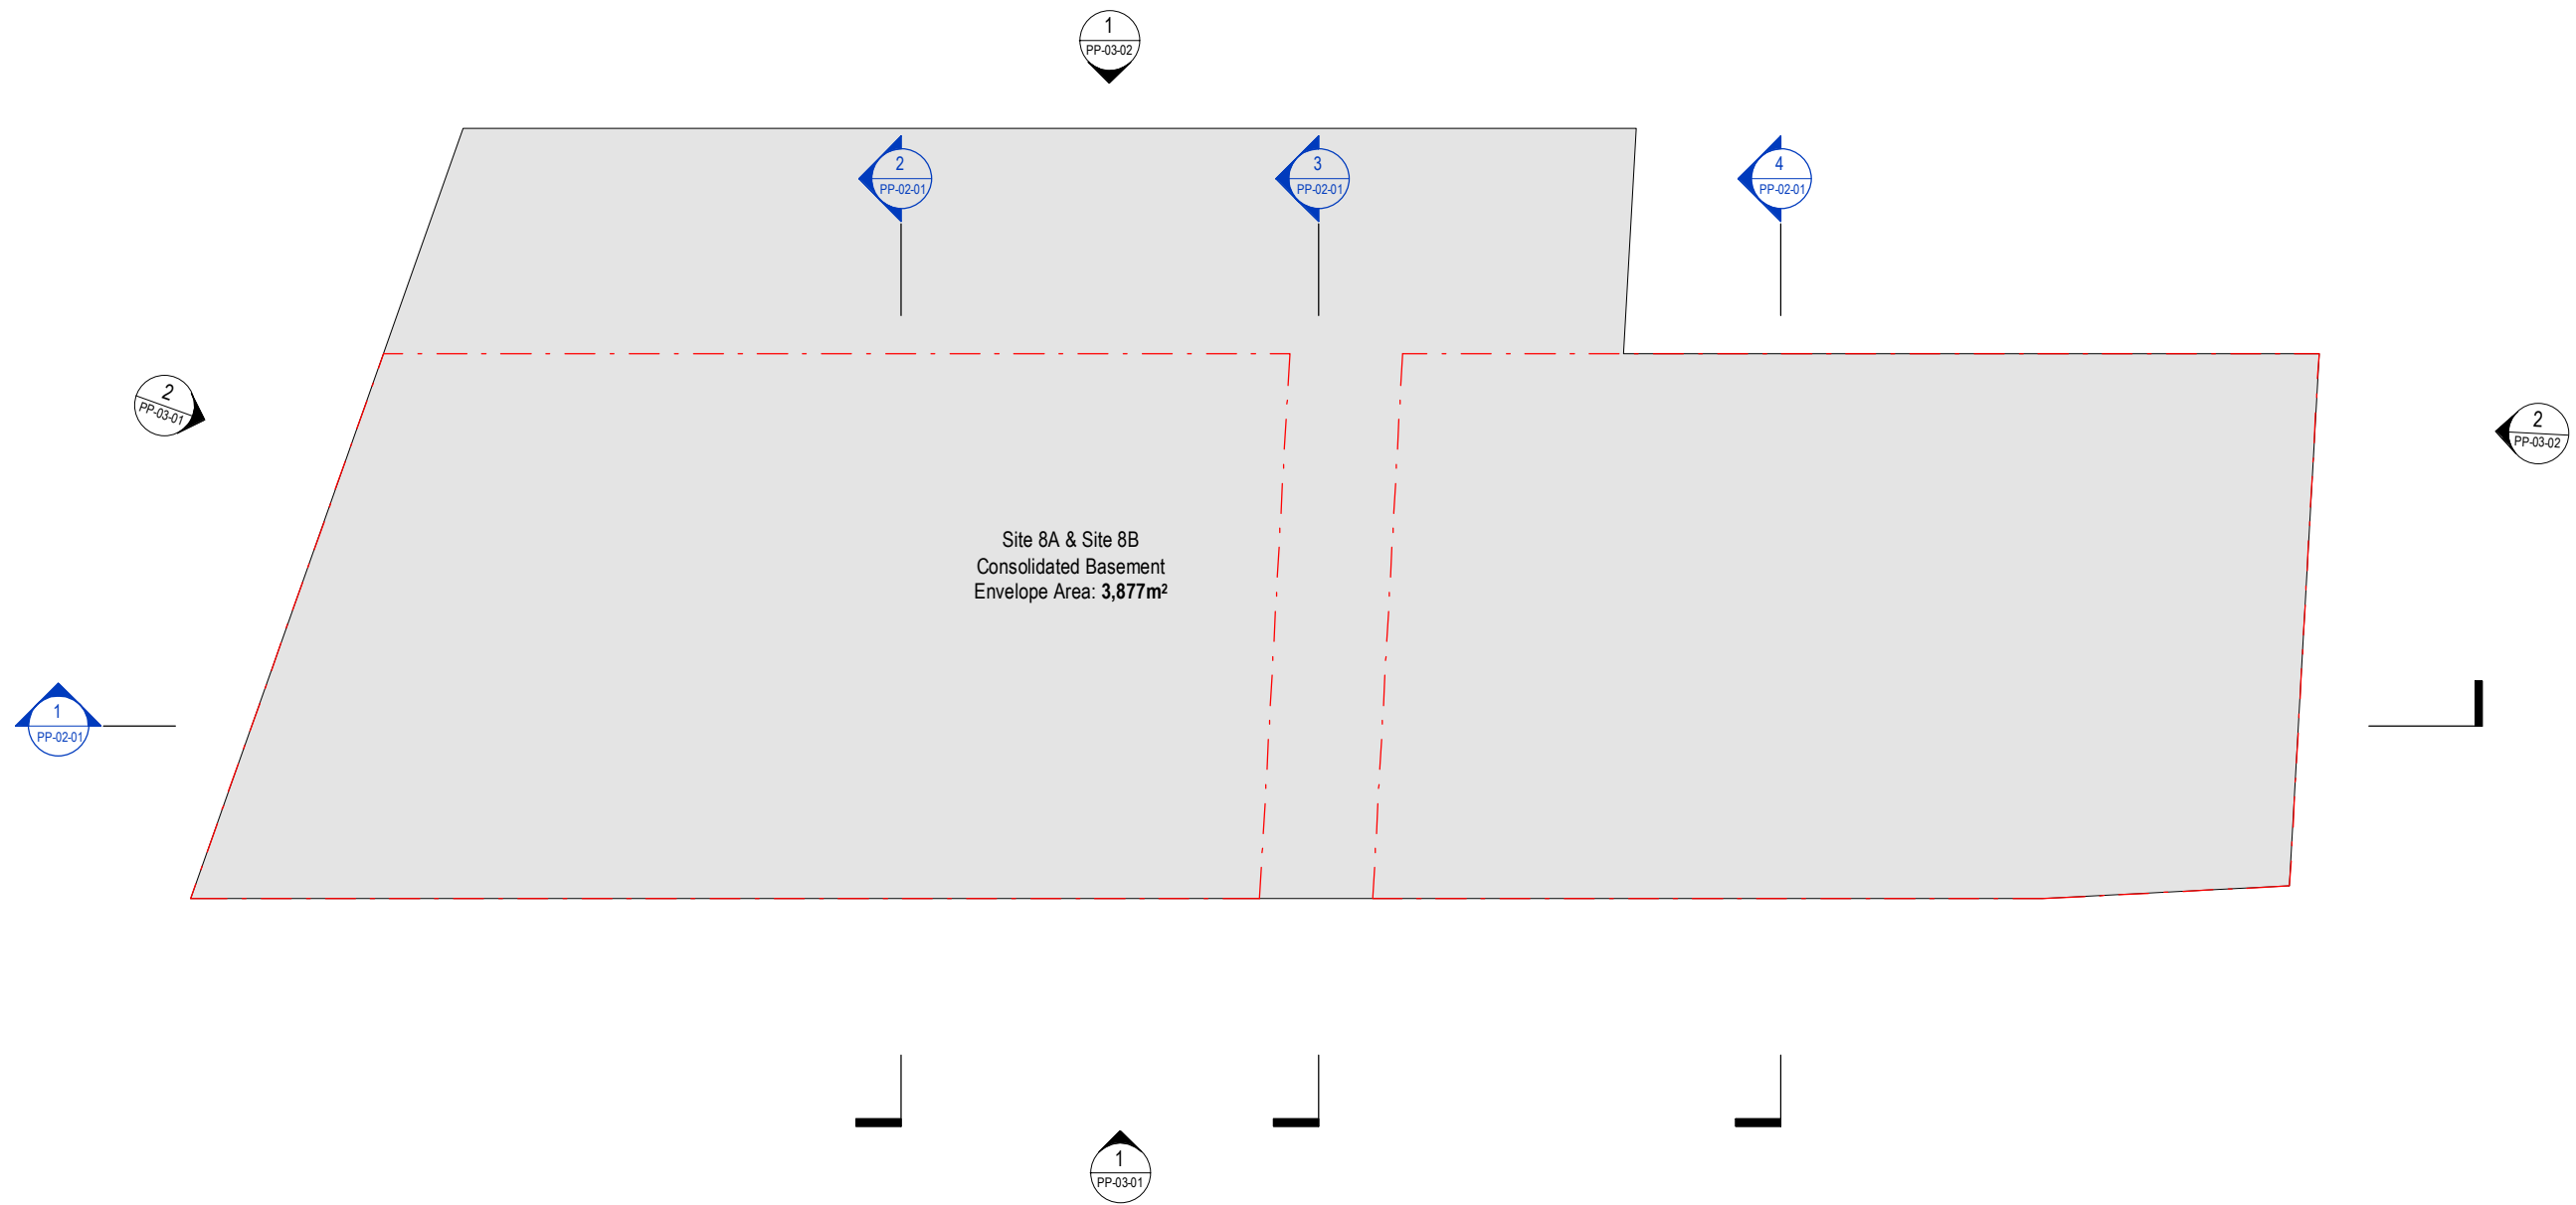 1
PP-03-02
2
PP-02-01
3
PP-02-01
4
PP-02-01
2
PP-03-01
2
PP-03-02
Site 8A & Site 8B
Consolidated Basement
Envelope Area: 3,877m²
1
PP-02-01
1
PP-03-01